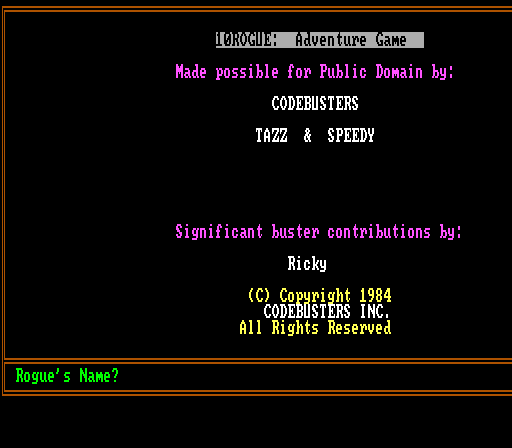 10ROGUE: Adventure Game
Made possible for Public Domain by:
CODEBUSTERS
TAZZ & SPEEDY
Significant buster contributions by:
Ricky
(C) Copyright 1984
CODEBUSTERS INC.
All Rights Reserved
Rogue's Name?